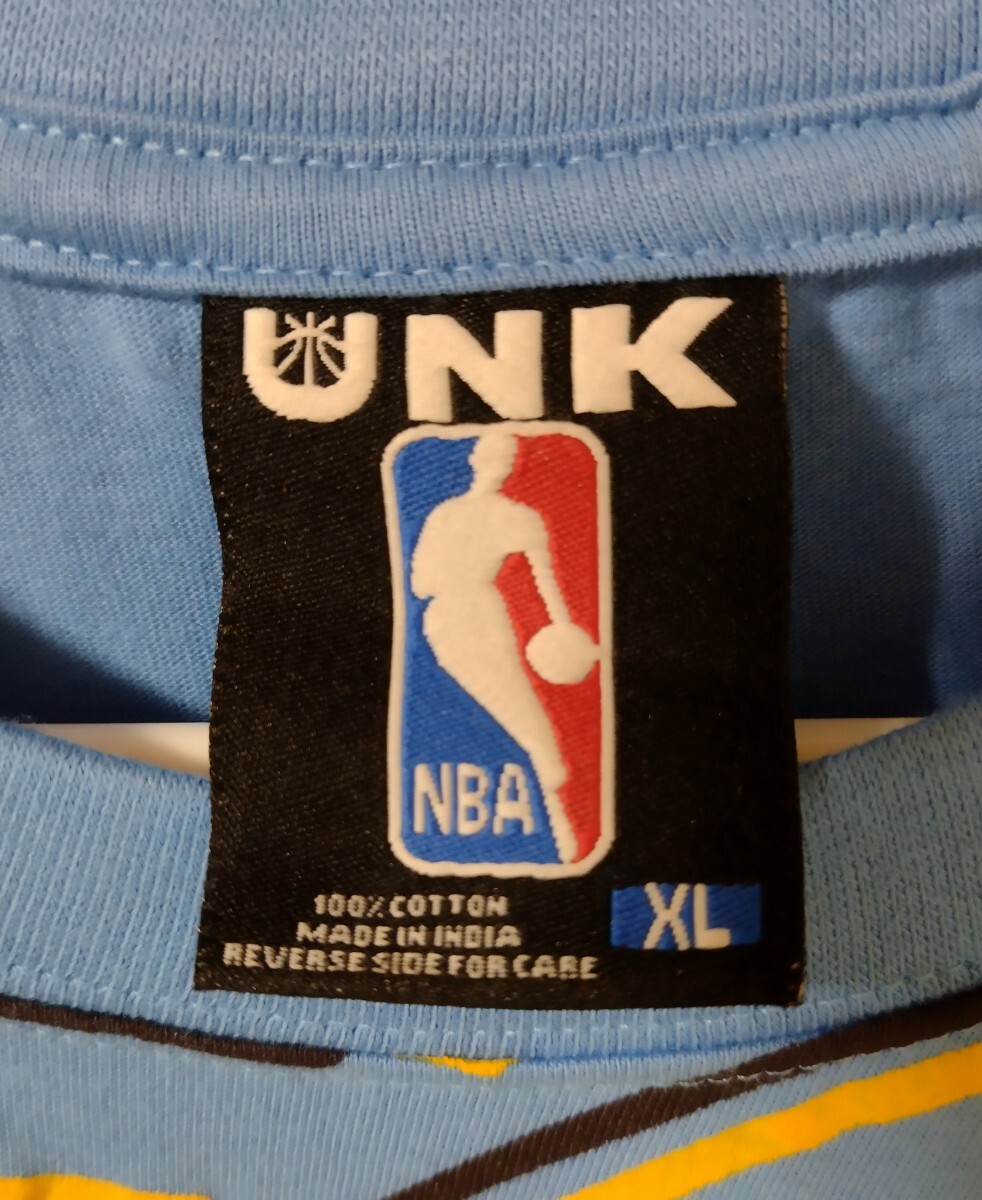 UNK
NBA
100% COTTON
MADE IN INDIA
REVERSE SIDE FOR CARE
XL